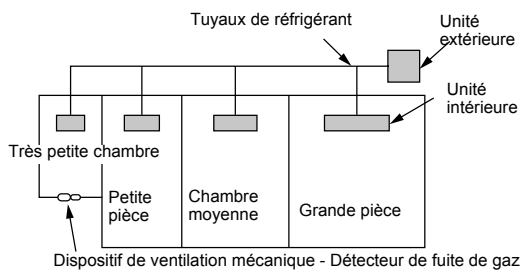 Tuyaux de réfrigérant
Unité
extérieure
Unité
intérieure
Très petite chambre
Petite
pièce
Chambre
moyenne
Grande pièce
Dispositif de ventilation mécanique - Détecteur de fuite de gaz